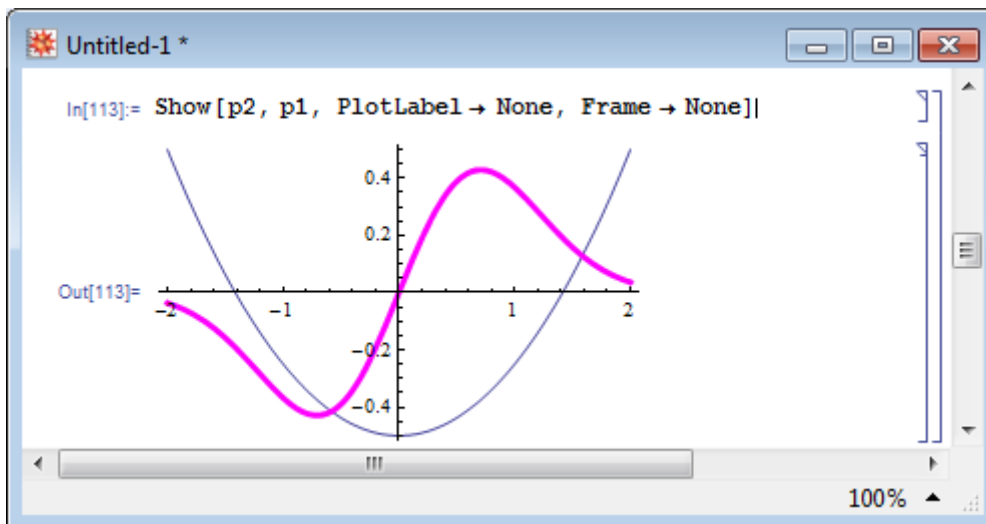 Untitled-1 *
In[113]:= Show[p2, p1, PlotLabel → None, Frame → None]
0.4
0.2
Out[113]=
-2 -1 1 2
-0.2
-0.4
100%